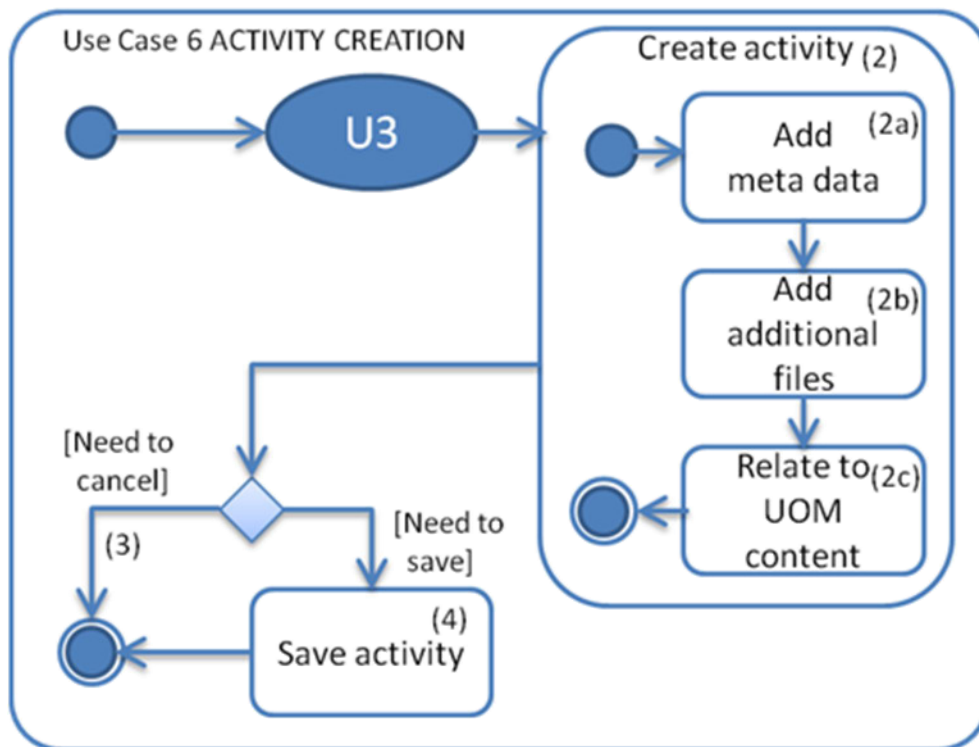 Use Case 6 ACTIVITY CREATION
U3
Create activity (2)
(2a)
Add
meta data
Add
(2b)
additional
files
Relate to
(2c)
UOM
content
[Need to
cancel]
(3)
[Need to
save]
(4)
Save activity